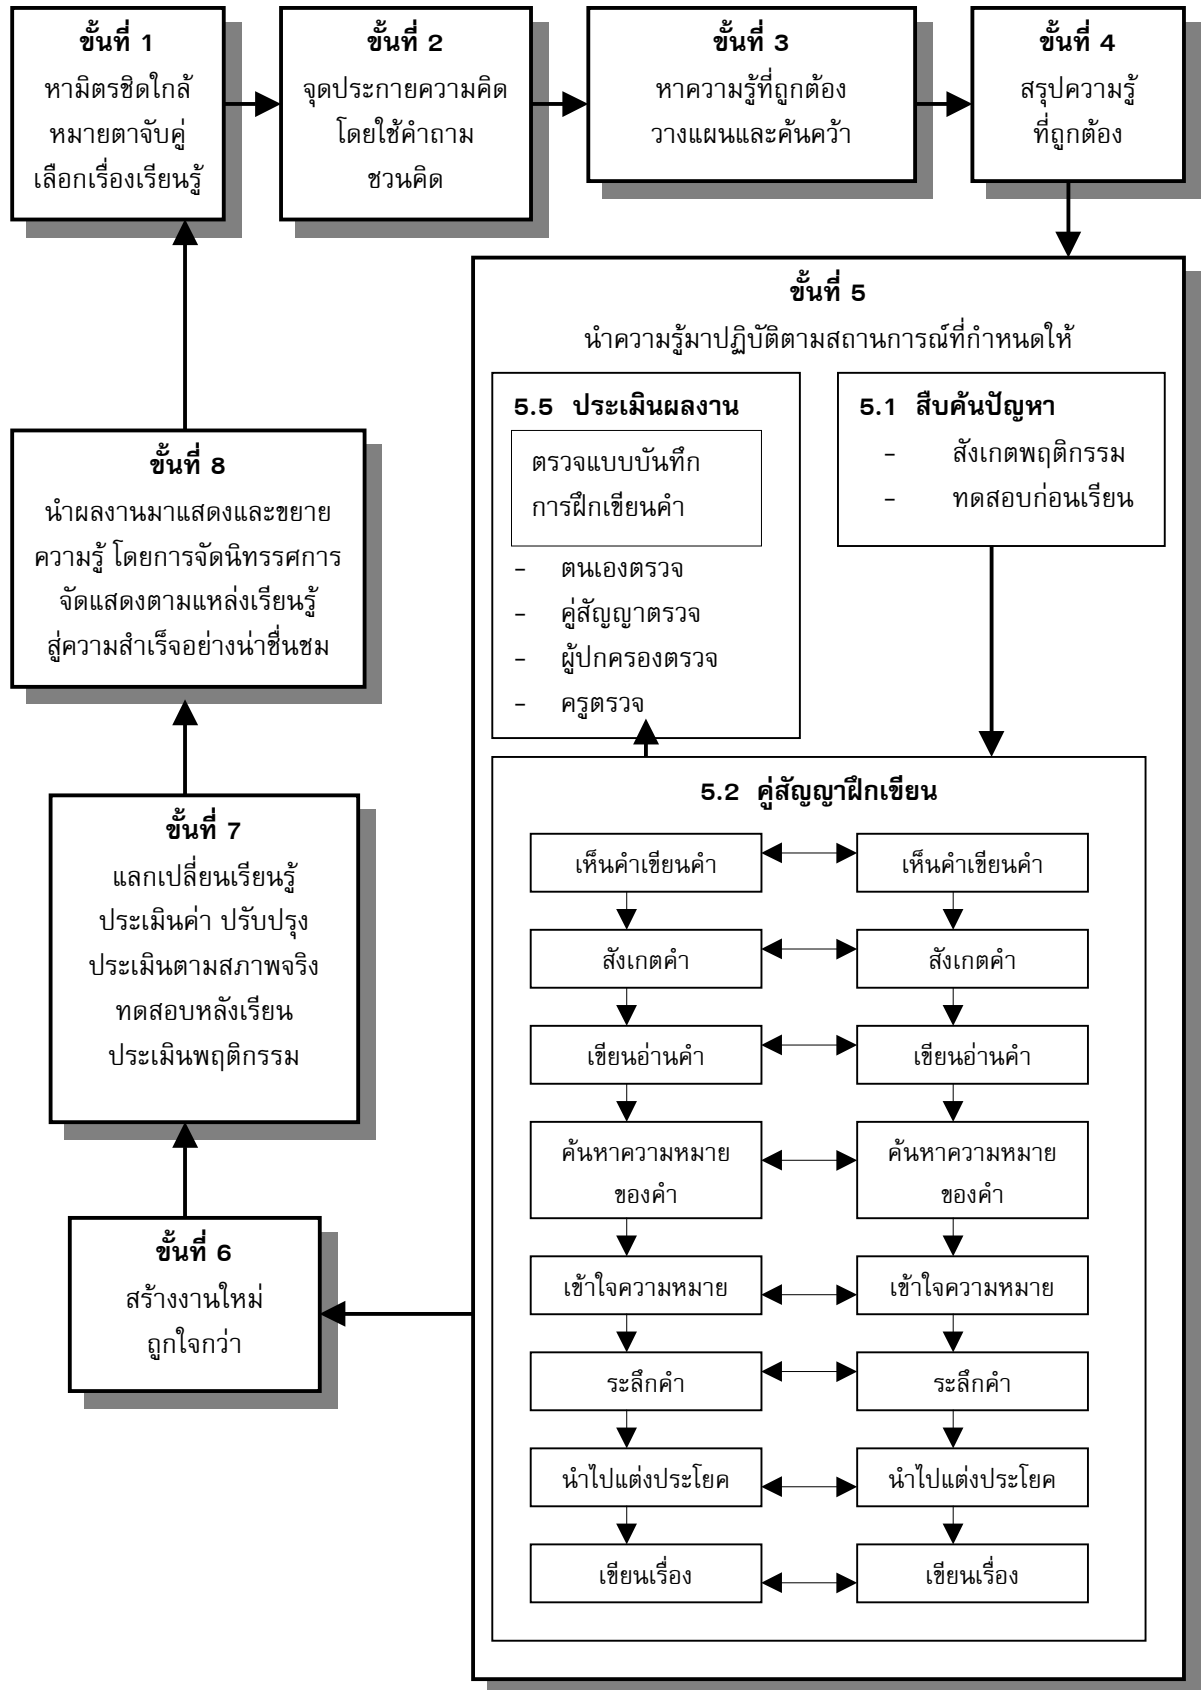 ขั้นที่ 1
หามิตรชิดใกล้
หมายตาจับคู่
เลือกเรื่องเรียนรู้
ขั้นที่ 2
จุดประกายความคิด
โดยใช้คำถาม
ชวนคิด
ขั้นที่ 3
หาความรู้ที่ถูกต้อง
วางแผนและค้นคว้า
ขั้นที่ 4
สรุปความรู้
ที่ถูกต้อง
ขั้นที่ 5
นำความรู้มาปฏิบัติตามสถานการณ์ที่กำหนดให้
5.1 สืบค้นปัญหา
- สังเกตพฤติกรรม
- ทดสอบก่อนเรียน
5.5 ประเมินผลงาน
ตรวจแบบบันทึก
การฝึกเขียนคำ
- ตนเองตรวจ
- คู่สัญญาตรวจ
- ผู้ปกครองตรวจ
- ครูตรวจ
5.2 คู่สัญญาฝึกเขียน
เห็นคำเขียนคำ
เห็นคำเขียนคำ
สังเกตคำ
สังเกตคำ
เขียนอ่านคำ
เขียนอ่านคำ
ค้นหาความหมาย
ของคำ
ค้นหาความหมาย
ของคำ
เข้าใจความหมาย
เข้าใจความหมาย
ระลึกคำ
ระลึกคำ
นำไปแต่งประโยค
นำไปแต่งประโยค
เขียนเรื่อง
เขียนเรื่อง
ขั้นที่ 6
สร้างงานใหม่
ถูกใจกว่า
ขั้นที่ 7
แลกเปลี่ยนเรียนรู้
ประเมินค่า ปรับปรุง
ประเมินตามสภาพจริง
ทดสอบหลังเรียน
ประเมินพฤติกรรม
ขั้นที่ 8
นำผลงานมาแสดงและขยาย
ความรู้ โดยการจัดนิทรรศการ
จัดแสดงตามแหล่งเรียนรู้
สู่ความสำเร็จอย่างน่าชื่นชม